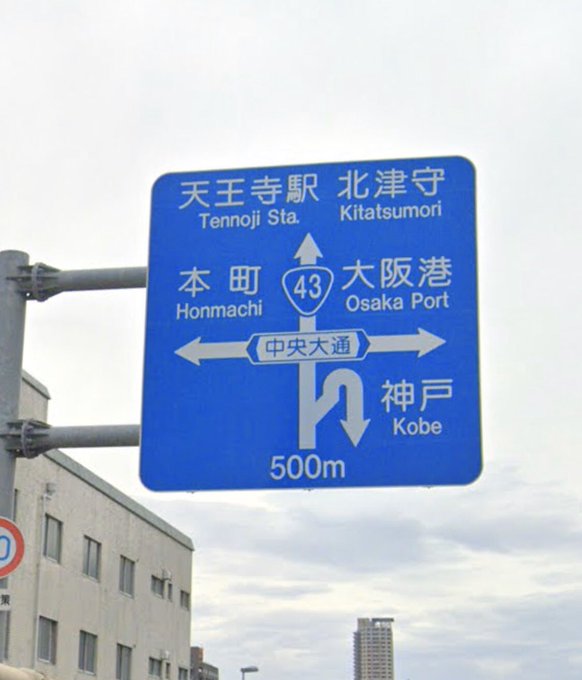 天王寺駅 北津守
Tennoji Sta. Kitatsumori
本町 43 大阪港
Honmachi Osaka Port
中央大通
神戸
Kobe
500m